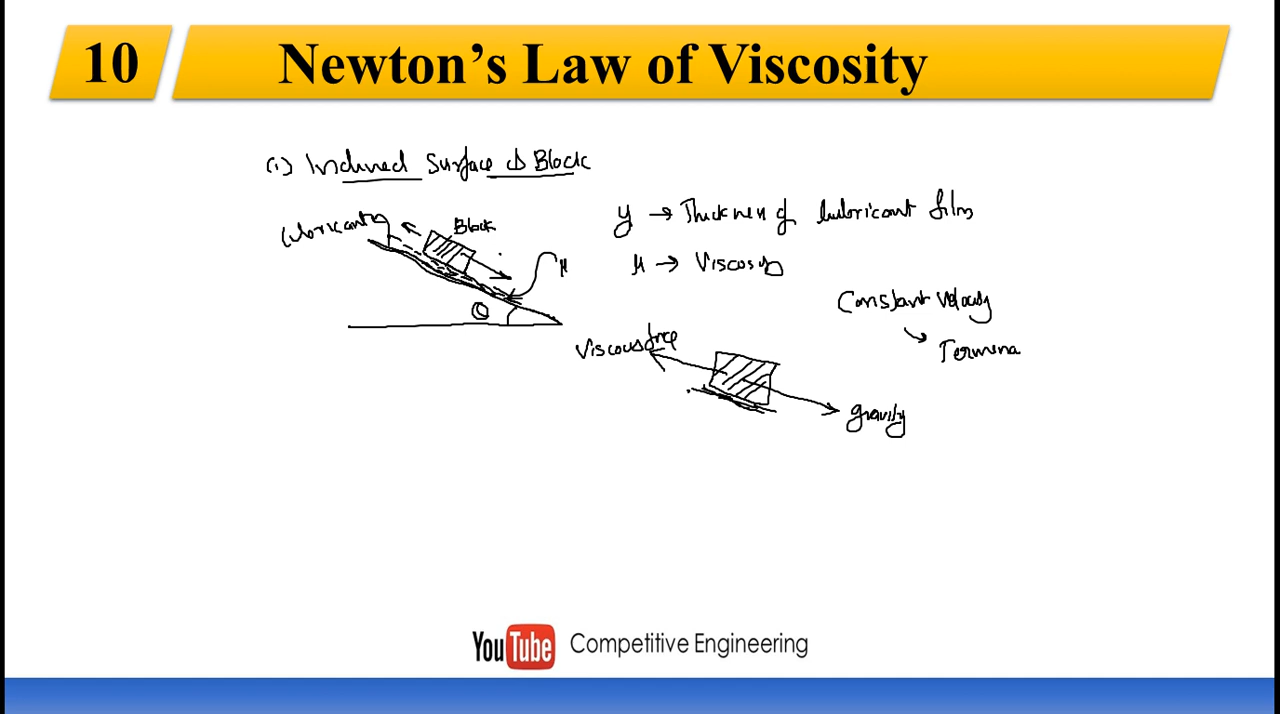 10 Newton's Law of Viscosity
(1) Inclined Surface & Block
Lubricant
Block
y → Thickness of lubricant film
μ
μ → Viscosity
θ
Constant Velocity
Termina
Viscous force
gravity
YouTube Competitive Engineering